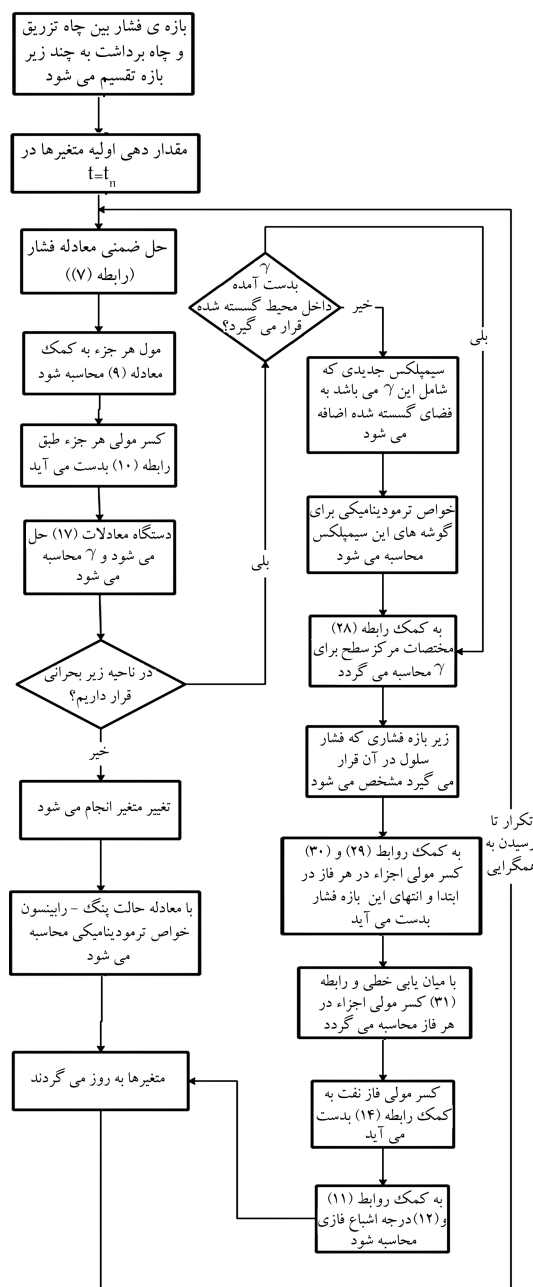 بازه ی فشار بین چاه تزریق
و چاه برداشت به چند زیر
بازه تقسیم می شود
مقدار دهی اولیه متغیرها در
t=tn
حل ضمنی معادله فشار
(رابطه (۷))
مول هر جزء به کمک
معادله (۹) محاسبه شود
کسر مولی هر جزء طبق
رابطه (۱۰) بدست می آید
دستگاه معادلات (۱۷) حل
می شود و γ محاسبه
می شود
در ناحیه زیر بحرانی
قرار داریم؟
بلی
خیر
تغییر متغیر انجام می شود
با معادله حالت پنگ – رابینسون
خواص ترمودینامیکی محاسبه
می شود
متغیرها به روز می گردند
γ
بدست آمده
داخل محیط گسسته شده
قرار می گیرد؟
خیر
بلی
سیمپلکس جدیدی که
شامل این γ می باشد به
فضای گسسته شده اضافه
می شود
خواص ترمودینامیکی برای
گوشه های این سیمپلکس
محاسبه می شود
به کمک رابطه (۲۸)
مختصات مرکز سطح برای
γ محاسبه می گردد
زیر بازه فشاری که فشار
سلول در آن قرار
می گیرد مشخص می شود
به کمک روابط (۲۹) و (۳۰)
کسر مولی اجزاء در هر فاز در
ابتدا و انتهای این بازه فشار
بدست می آید
با میان یابی خطی و رابطه
(۳۱) کسر مولی اجزاء در
هر فاز محاسبه می گردد
کسر مولی فاز نفت به
کمک رابطه (۱۴) بدست
می آید
به کمک روابط (۱۱)
و(۱۲)درجه اشباع فازی
محاسبه شود
تکرار تا
رسیدن به
همگرایی